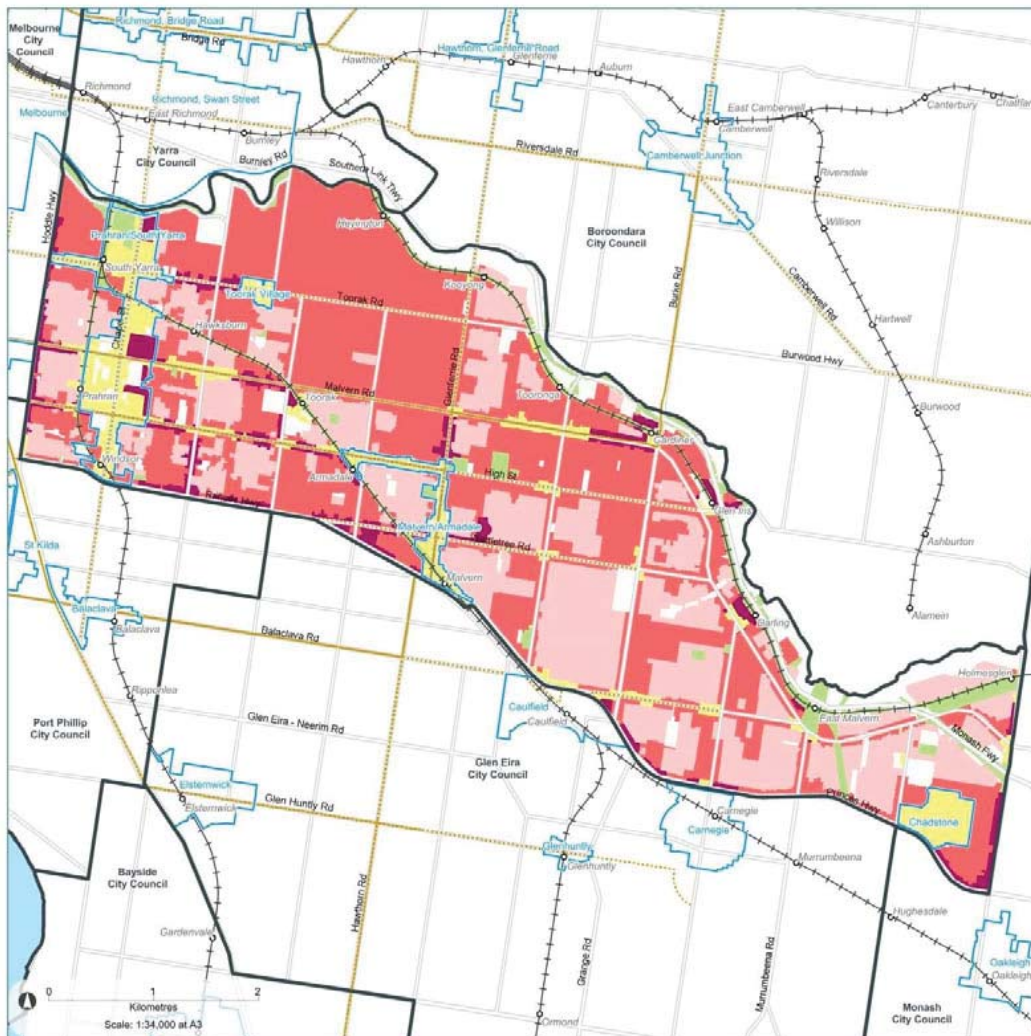 Richmond, Bridge Road
Bridge Rd
Melbourne
City
Council
Hawthorn, Glenferrie Road
Glenferrie
Hawthorn
Auburn
Richmond
Richmond, Swan Street
East Richmond
Melbourne
East Camberwell
Camberwell
Canterbury
Burnley
Yarra
City Council
Burnley Rd
Southern Link Ttwy
Riversdale Rd
Camberwell Junction
Riversdale
Willison
Hoddle Hwy
Heyington
Boroondara
City Council
Prahran/South Yarra
South Yarra
Kooyong
Toorak Village
Toorak Rd
Burke Rd
Camberwell Rd
Chapel St
Hawksburn
Hartwell
Glenferrie Rd
Burwood Hwy
Malvern Rd
Tooronga
Prahran
Toorak
Burwood
Gardiner
Windsor
High St
Armadale
Glen Iris
Malvern/Armadale
Ashburton
St Kilda
Malvern
Balaclava
Balaclava
Darling
Alamein
Balaclava Rd
Holmesglen
Ripponlea
East Malvern
Caulfield
Caulfield
Port Phillip
City Council
Glen Eira - Neerim Rd
Monash Fwy
Glen Eira
City Council
Elsternwick
Elsternwick
Glen Huntly Rd
Princes Hwy
Chadstone
Carnegie
Carnegie
Glenhuntly
Glenhuntly
Murrumbeena
Bayside
City Council
Hawthorn Rd
Hughesdale
Gardenvale
Grange Rd
Murrumbeena Rd
Oakleigh
Oakleigh
0 1 2
Kilometres
Scale: 1:34,000 at A3
Ormond
Monash
City Council